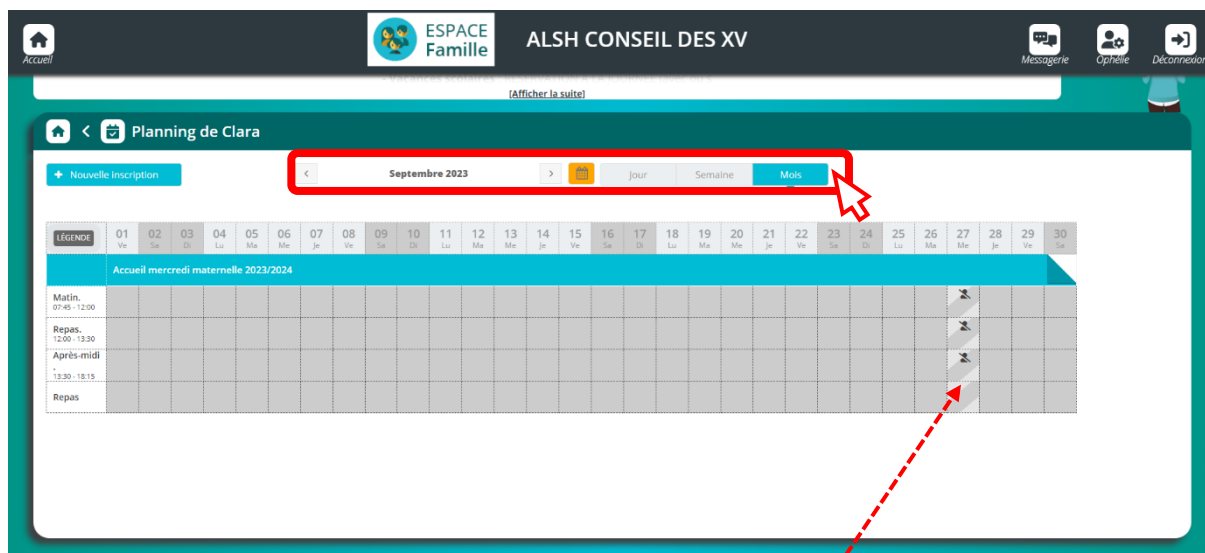 ESPACE
Famille
ALSH CONSEIL DES XV
Accueil
Messagerie
Ophélie
Déconnexion
- Vacances scolaires
[Afficher la suite]
Planning de Clara
+ Nouvelle inscription
< Septembre 2023 >
Jour Semaine Mois
LÉGENDE 01 02 03 04 05 06 07 08 09 10 11 12 13 14 15 16 17 18 19 20 21 22 23 24 25 26 27 28 29 30
Ve Sa Di Lu Ma Me Je Ve Sa Di Lu Ma Me Je Ve Sa Di Lu Ma Me Je Ve Sa Di Lu Ma Me Je Ve Sa
Accueil mercredi maternelle 2023/2024
Matin.
07:45 - 12:00
Repas.
12:00 - 13:30
Après-midi
.
13:30 - 18:15
Repas